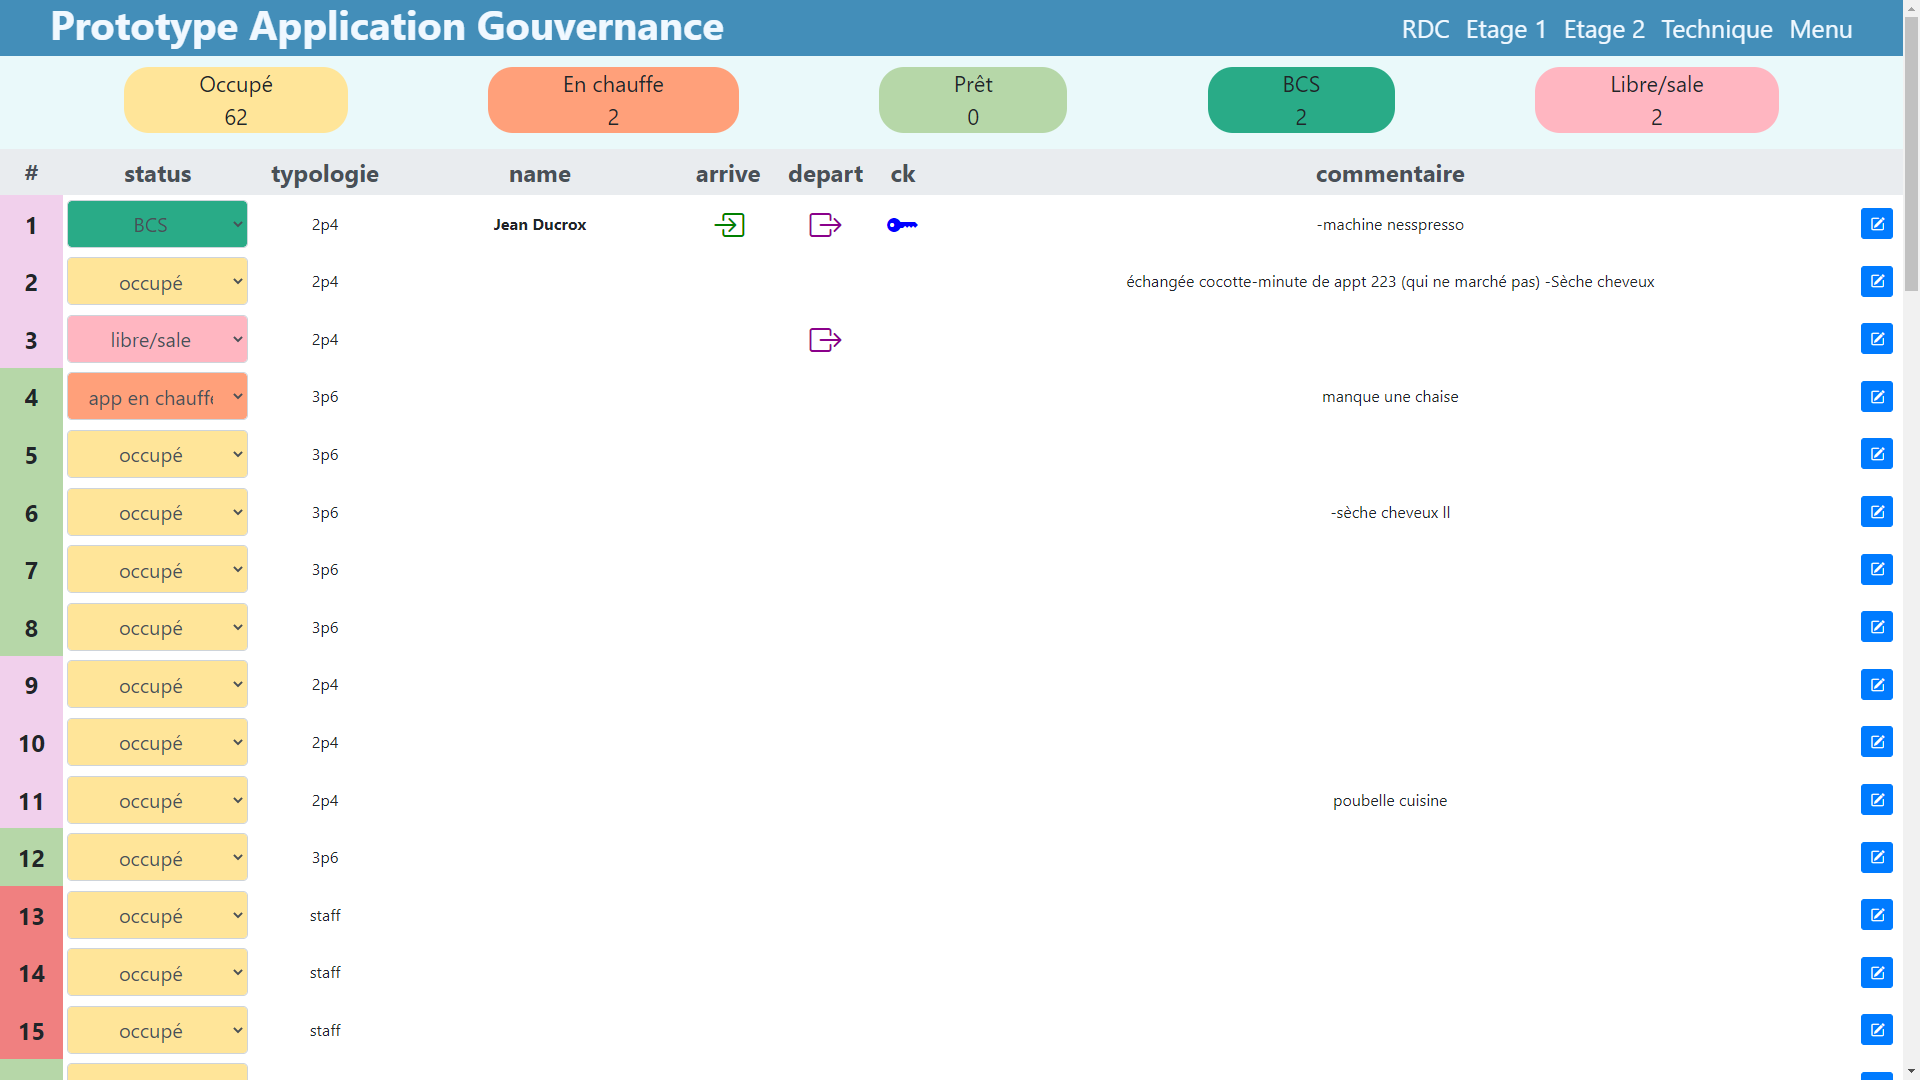 Prototype Application Gouvernance RDC Etage 1 Etage 2 Technique Menu
Occupé En chauffe Prêt BCS Libre/sale
62 2 0 2 2
# status typologie name arrive depart ck commentaire
1 BCS 2p4 Jean Ducrox -machine nesspresso
2 occupé 2p4 échangée cocotte-minute de appt 223 (qui ne marché pas) -Sèche cheveux
3 libre/sale 2p4
4 app en chauffe 3p6 manque une chaise
5 occupé 3p6
6 occupé 3p6 -sèche cheveux ll
7 occupé 3p6
8 occupé 3p6
9 occupé 2p4
10 occupé 2p4
11 occupé 2p4 poubelle cuisine
12 occupé 3p6
13 occupé staff
14 occupé staff
15 occupé staff